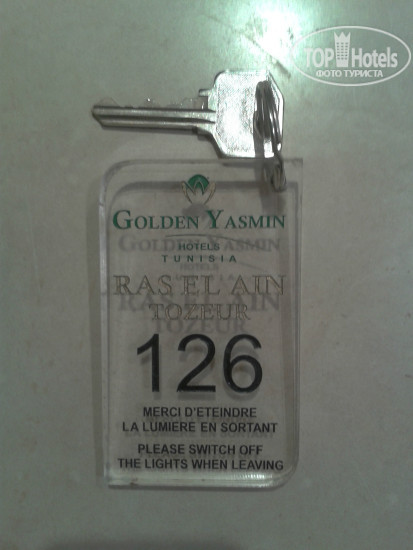 TOP Hotels
ФОТО ТУРИСТА
GOLDEN YASMIN
HOTELS
TUNISIA
RAS EL AIN
TOZEUR
126
MERCI D'ETEINDRE
LA LUMIERE EN SORTANT
PLEASE SWITCH OFF
THE LIGHTS WHEN LEAVING